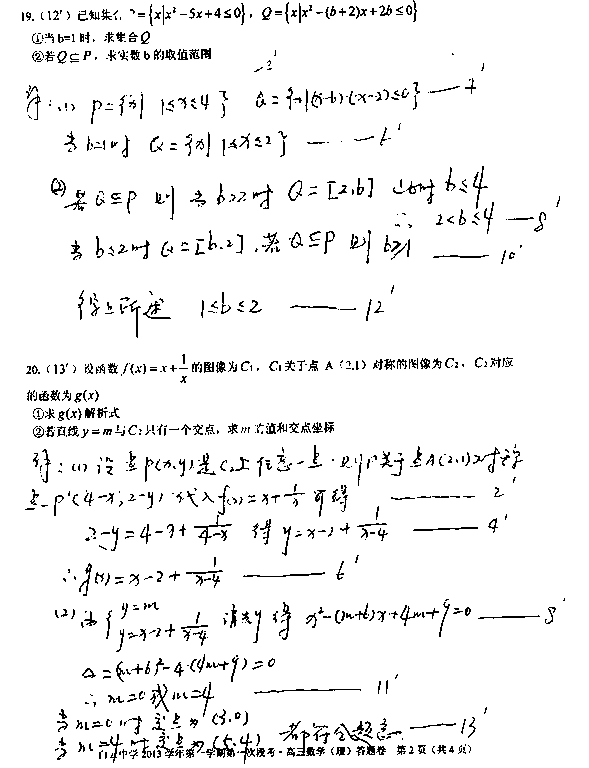 19.（12'）已知集合 P={x|x²-5x+4≤0}，Q={x|x²-(b+2)x+2b≤0}
①当b=1时，求集合Q
②若Q⊆P，求实数b的取值范围
解：(1) P={x| 1≤x≤4} Q={x|(x-b)(x-2)≤0} —— 4'
当b=1时 Q={x| 1≤x≤2} —— 6'
② 若Q⊆P 则 当b>2时 Q=[2,b] 此时 b≤4
∴ 2<b≤4 — 8'
当 b≤2时 Q=[b,2]，若Q⊆P 则 b≥1 —— 10'
综上所述 1≤b≤2 —— 12'
20.（13'）设函数 f(x)=x+1/x 的图像为C₁，C₁关于点 A（2,1）对称的图像为C₂，C₂对应
的函数为 g(x)
①求 g(x) 解析式
②若直线 y=m 与C₂只有一个交点，求 m 的值和交点坐标
解：(1) 设 点P(x,y)是C₂上任意一点，则P关于点A(2,1)对称
点 P'(4-x,2-y) 代入 f(x)=x+1/x 可得 —— 2'
2-y=4-x+1/(4-x) 得 y=x-2+1/(x-4) —— 4'
∴ g(x)=x-2+1/(x-4) —— 6'
(2) 由 { y=m
y=x-2+1/(x-4) 消去y 得 x²-(m+6)x+4m+9=0 —— 8'
Δ=(m+6)²-4(4m+9)=0
∴ m=0 或 m=4 —— 11'
当m=0时 交点为 (3,0)
当m=4时 交点为 (5,4) 都符合题意 —— 13'
中学 2013 学年第一学期第一次段考·高三数学（理）答题卷 第 2 页（共 4 页）